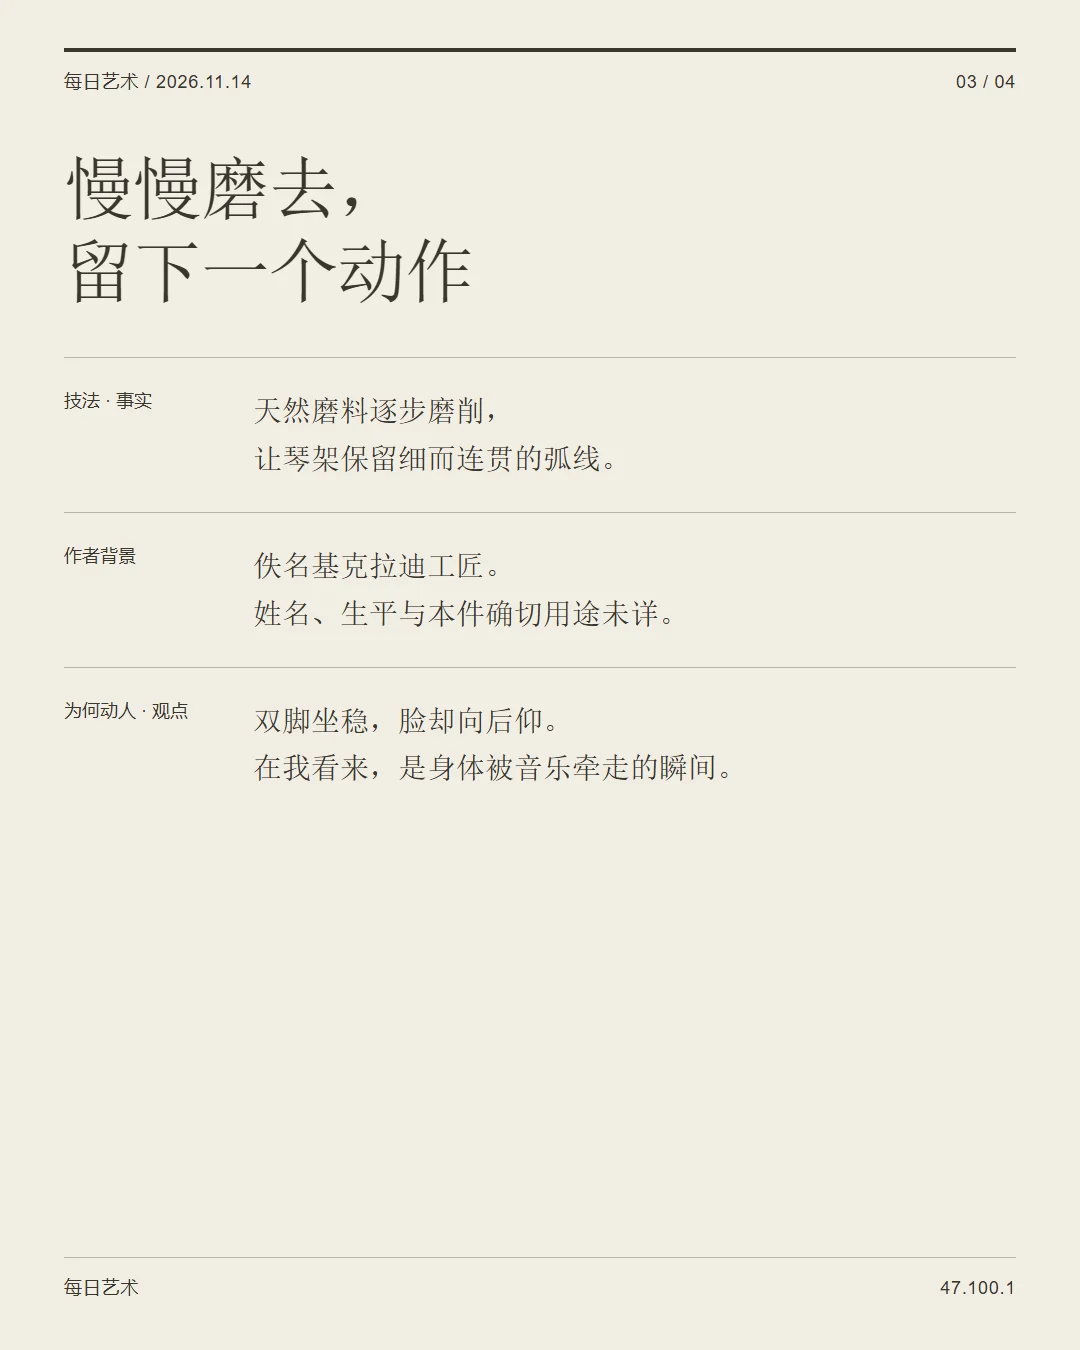 每日艺术 / 2026.11.14
03 / 04
慢慢磨去，
留下一个动作
技法 · 事实
天然磨料逐步磨削，
让琴架保留细而连贯的弧线。
作者背景
佚名基克拉迪工匠。
姓名、生平与本件确切用途未详。
为何动人 · 观点
双脚坐稳，脸却向后仰。
在我看来，是身体被音乐牵走的瞬间。
每日艺术
47.100.1